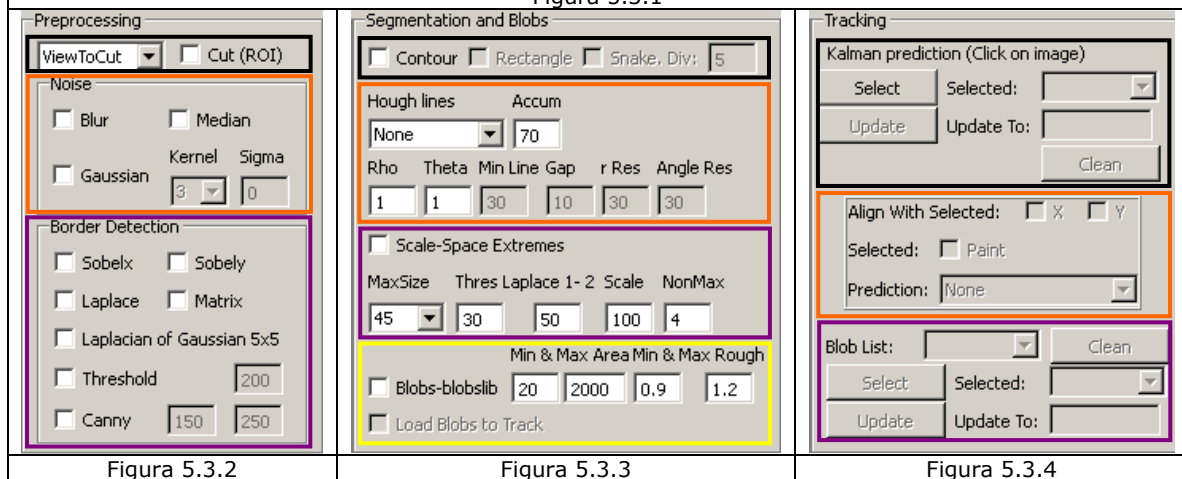 Figura 5.3.1
Preprocessing
ViewToCut Cut (ROI)
Noise
Blur Median
Kernel Sigma
Gaussian
3 0
Border Detection
Sobelx Sobely
Laplace Matrix
Laplacian of Gaussian 5x5
Threshold 200
Canny 150 250
Figura 5.3.2
Segmentation and Blobs
Contour Rectangle Snake, Div: 5
Hough lines Accum
None 70
Rho Theta Min Line Gap r Res Angle Res
1 1 30 10 30 30
Scale-Space Extremes
MaxSize Thres Laplace 1- 2 Scale NonMax
45 30 50 100 4
Min & Max Area Min & Max Rough
Blobs-blobslib 20 2000 0.9 1.2
Load Blobs to Track
Figura 5.3.3
Tracking
Kalman prediction (Click on image)
Select Selected:
Update Update To:
Clean
Align With Selected: X Y
Selected: Paint
Prediction: None
Blob List: Clean
Select Selected:
Update Update To:
Figura 5.3.4